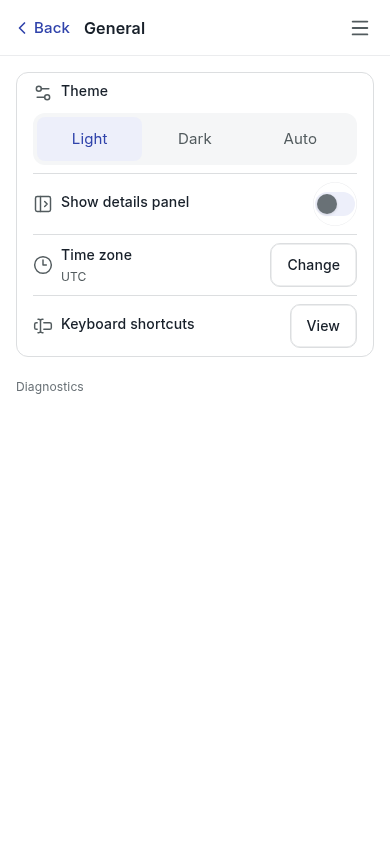 Back General
Theme
Light Dark Auto
Show details panel
Time zone
UTC
Change
Keyboard shortcuts
View
Diagnostics